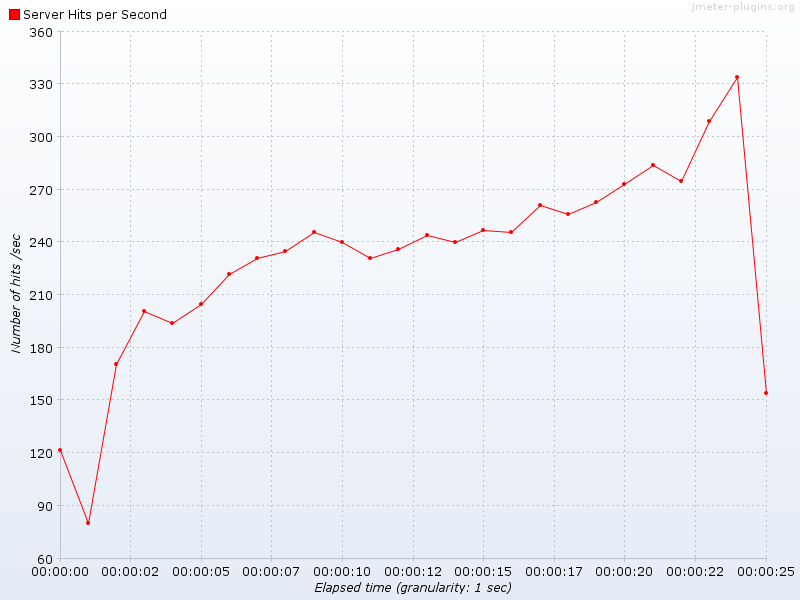 jmeter-plugins.org
Server Hits per Second
360
330
300
270
240
210
180
150
120
90
60
Number of hits /sec
00:00:00 00:00:02 00:00:05 00:00:07 00:00:10 00:00:12 00:00:15 00:00:17 00:00:20 00:00:22 00:00:25
Elapsed time (granularity: 1 sec)